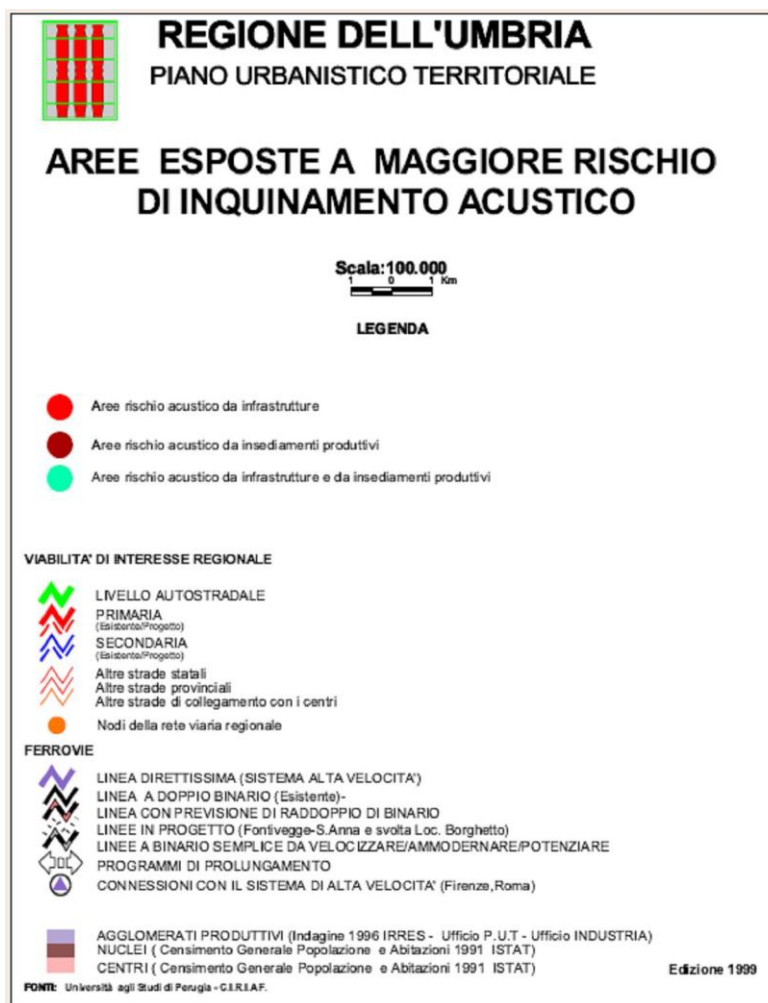 REGIONE DELL'UMBRIA
PIANO URBANISTICO TERRITORIALE
AREE ESPOSTE A MAGGIORE RISCHIO
DI INQUINAMENTO ACUSTICO
Scala:100.000
1 0 1 Km
LEGENDA
Aree rischio acustico da infrastrutture
Aree rischio acustico da insediamenti produttivi
Aree rischio acustico da infrastrutture e da insediamenti produttivi
VIABILITA' DI INTERESSE REGIONALE
LIVELLO AUTOSTRADALE
PRIMARIA
(Esistente/Progetto)
SECONDARIA
(Esistente/Progetto)
Altre strade statali
Altre strade provinciali
Altre strade di collegamento con i centri
Nodi della rete viaria regionale
FERROVIE
LINEA DIRETTISSIMA (SISTEMA ALTA VELOCITA')
LINEA A DOPPIO BINARIO (Esistente)-
LINEA CON PREVISIONE DI RADDOPPIO DI BINARIO
LINEE IN PROGETTO (Fontivegge-S.Anna e svolta Loc. Borghetto)
LINEE A BINARIO SEMPLICE DA VELOCIZZARE/AMMODERNARE/POTENZIARE
PROGRAMMI DI PROLUNGAMENTO
CONNESSIONI CON IL SISTEMA DI ALTA VELOCITA' (Firenze,Roma)
AGGLOMERATI PRODUTTIVI (Indagine 1996 IRRES - Ufficio P.U.T - Ufficio INDUSTRIA)
NUCLEI ( Censimento Generale Popolazione e Abitazioni 1991 ISTAT)
CENTRI ( Censimento Generale Popolazione e Abitazioni 1991 ISTAT)
Edizione 1999
FONTI: Università agli Studi di Perugia - C.I.R.I.A.F.